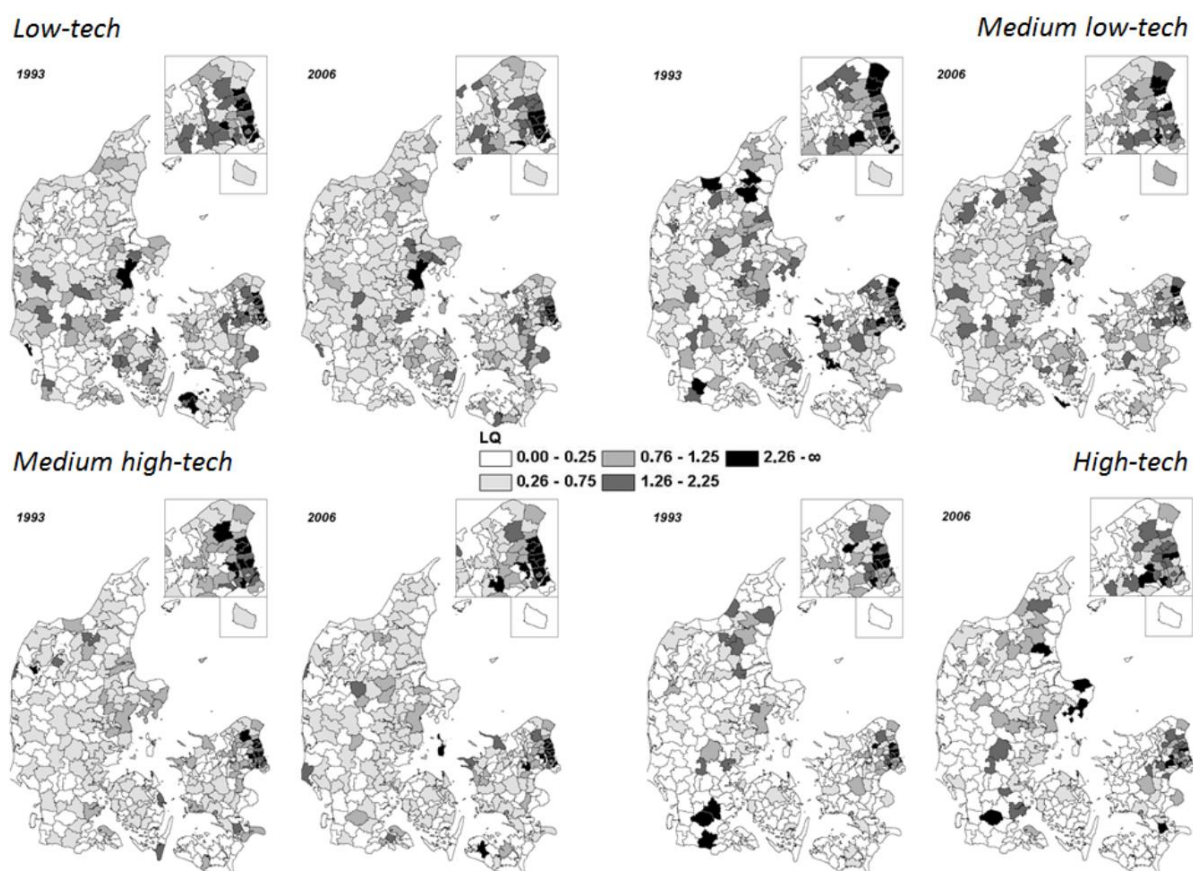 Low-tech
Medium low-tech
1993
2006
1993
2006
LQ
0,00 - 0,25
0,76 - 1,25
2,26 - ∞
0,26 - 0,75
1,26 - 2,25
Medium high-tech
High-tech
1993
2006
1993
2006